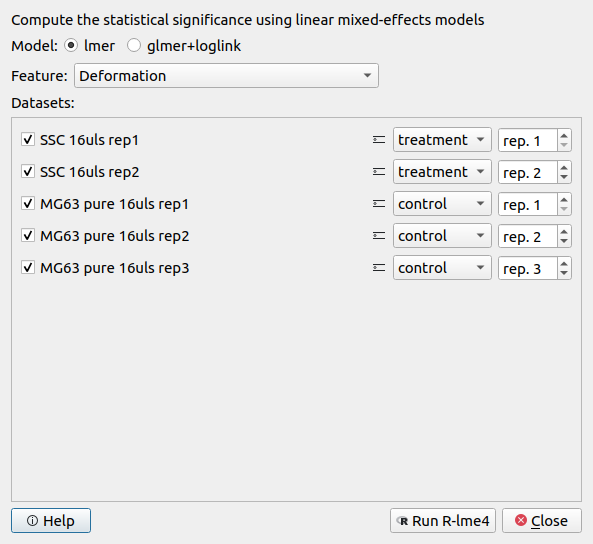 Compute the statistical significance using linear mixed-effects models
Model: lmer glmer+loglink
Feature: Deformation
Datasets:
SSC 16uls rep1 treatment rep. 1
SSC 16uls rep2 treatment rep. 2
MG63 pure 16uls rep1 control rep. 1
MG63 pure 16uls rep2 control rep. 2
MG63 pure 16uls rep3 control rep. 3
Help Run R-lme4 Close